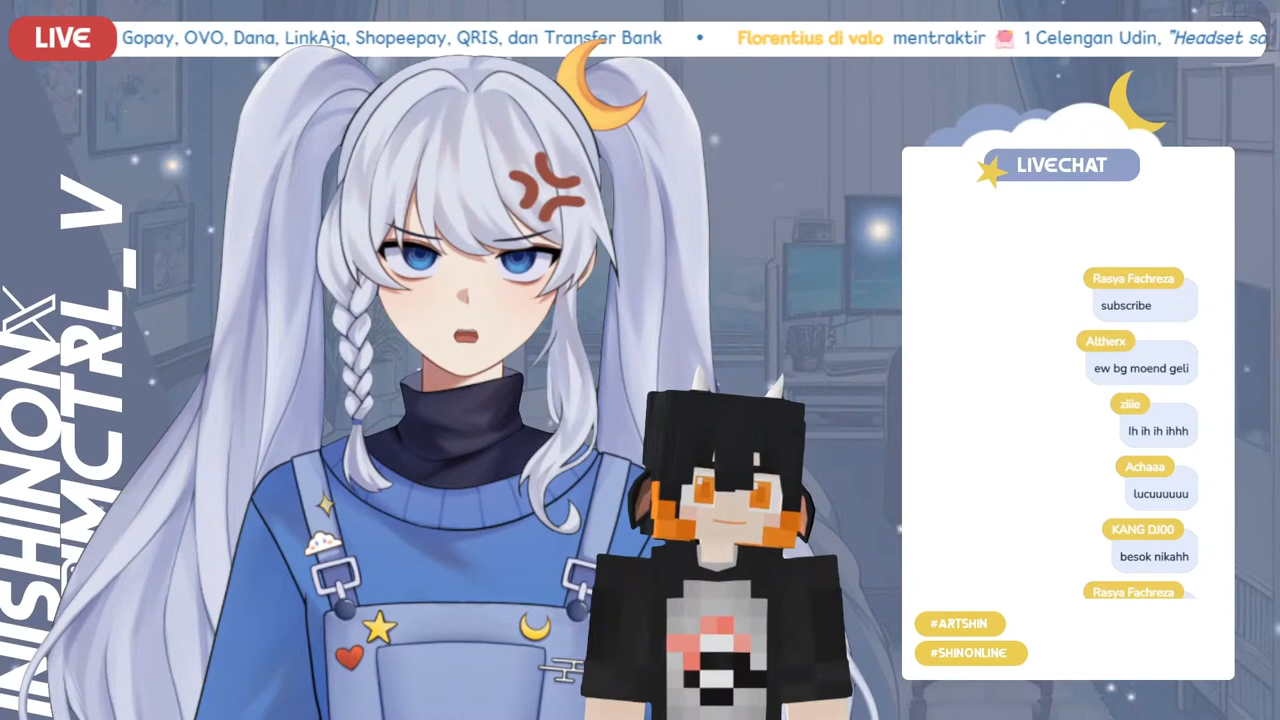 LIVE
Gopay, OVO, Dana, LinkAja, Shopeepay, QRIS, dan Transfer Bank • Florentius di valo mentraktir 1 Celengan Udin, "Headset
LIVECHAT
Rasya Fachreza
subscribe
Altherx
ew bg moend geli
ziiie
Ih ih ih ihhh
Achaaa
lucuuuuuu
KANG DJ00
besok nikahh
Rasya Fachreza
#ARTSHIN
#SHINONLINE